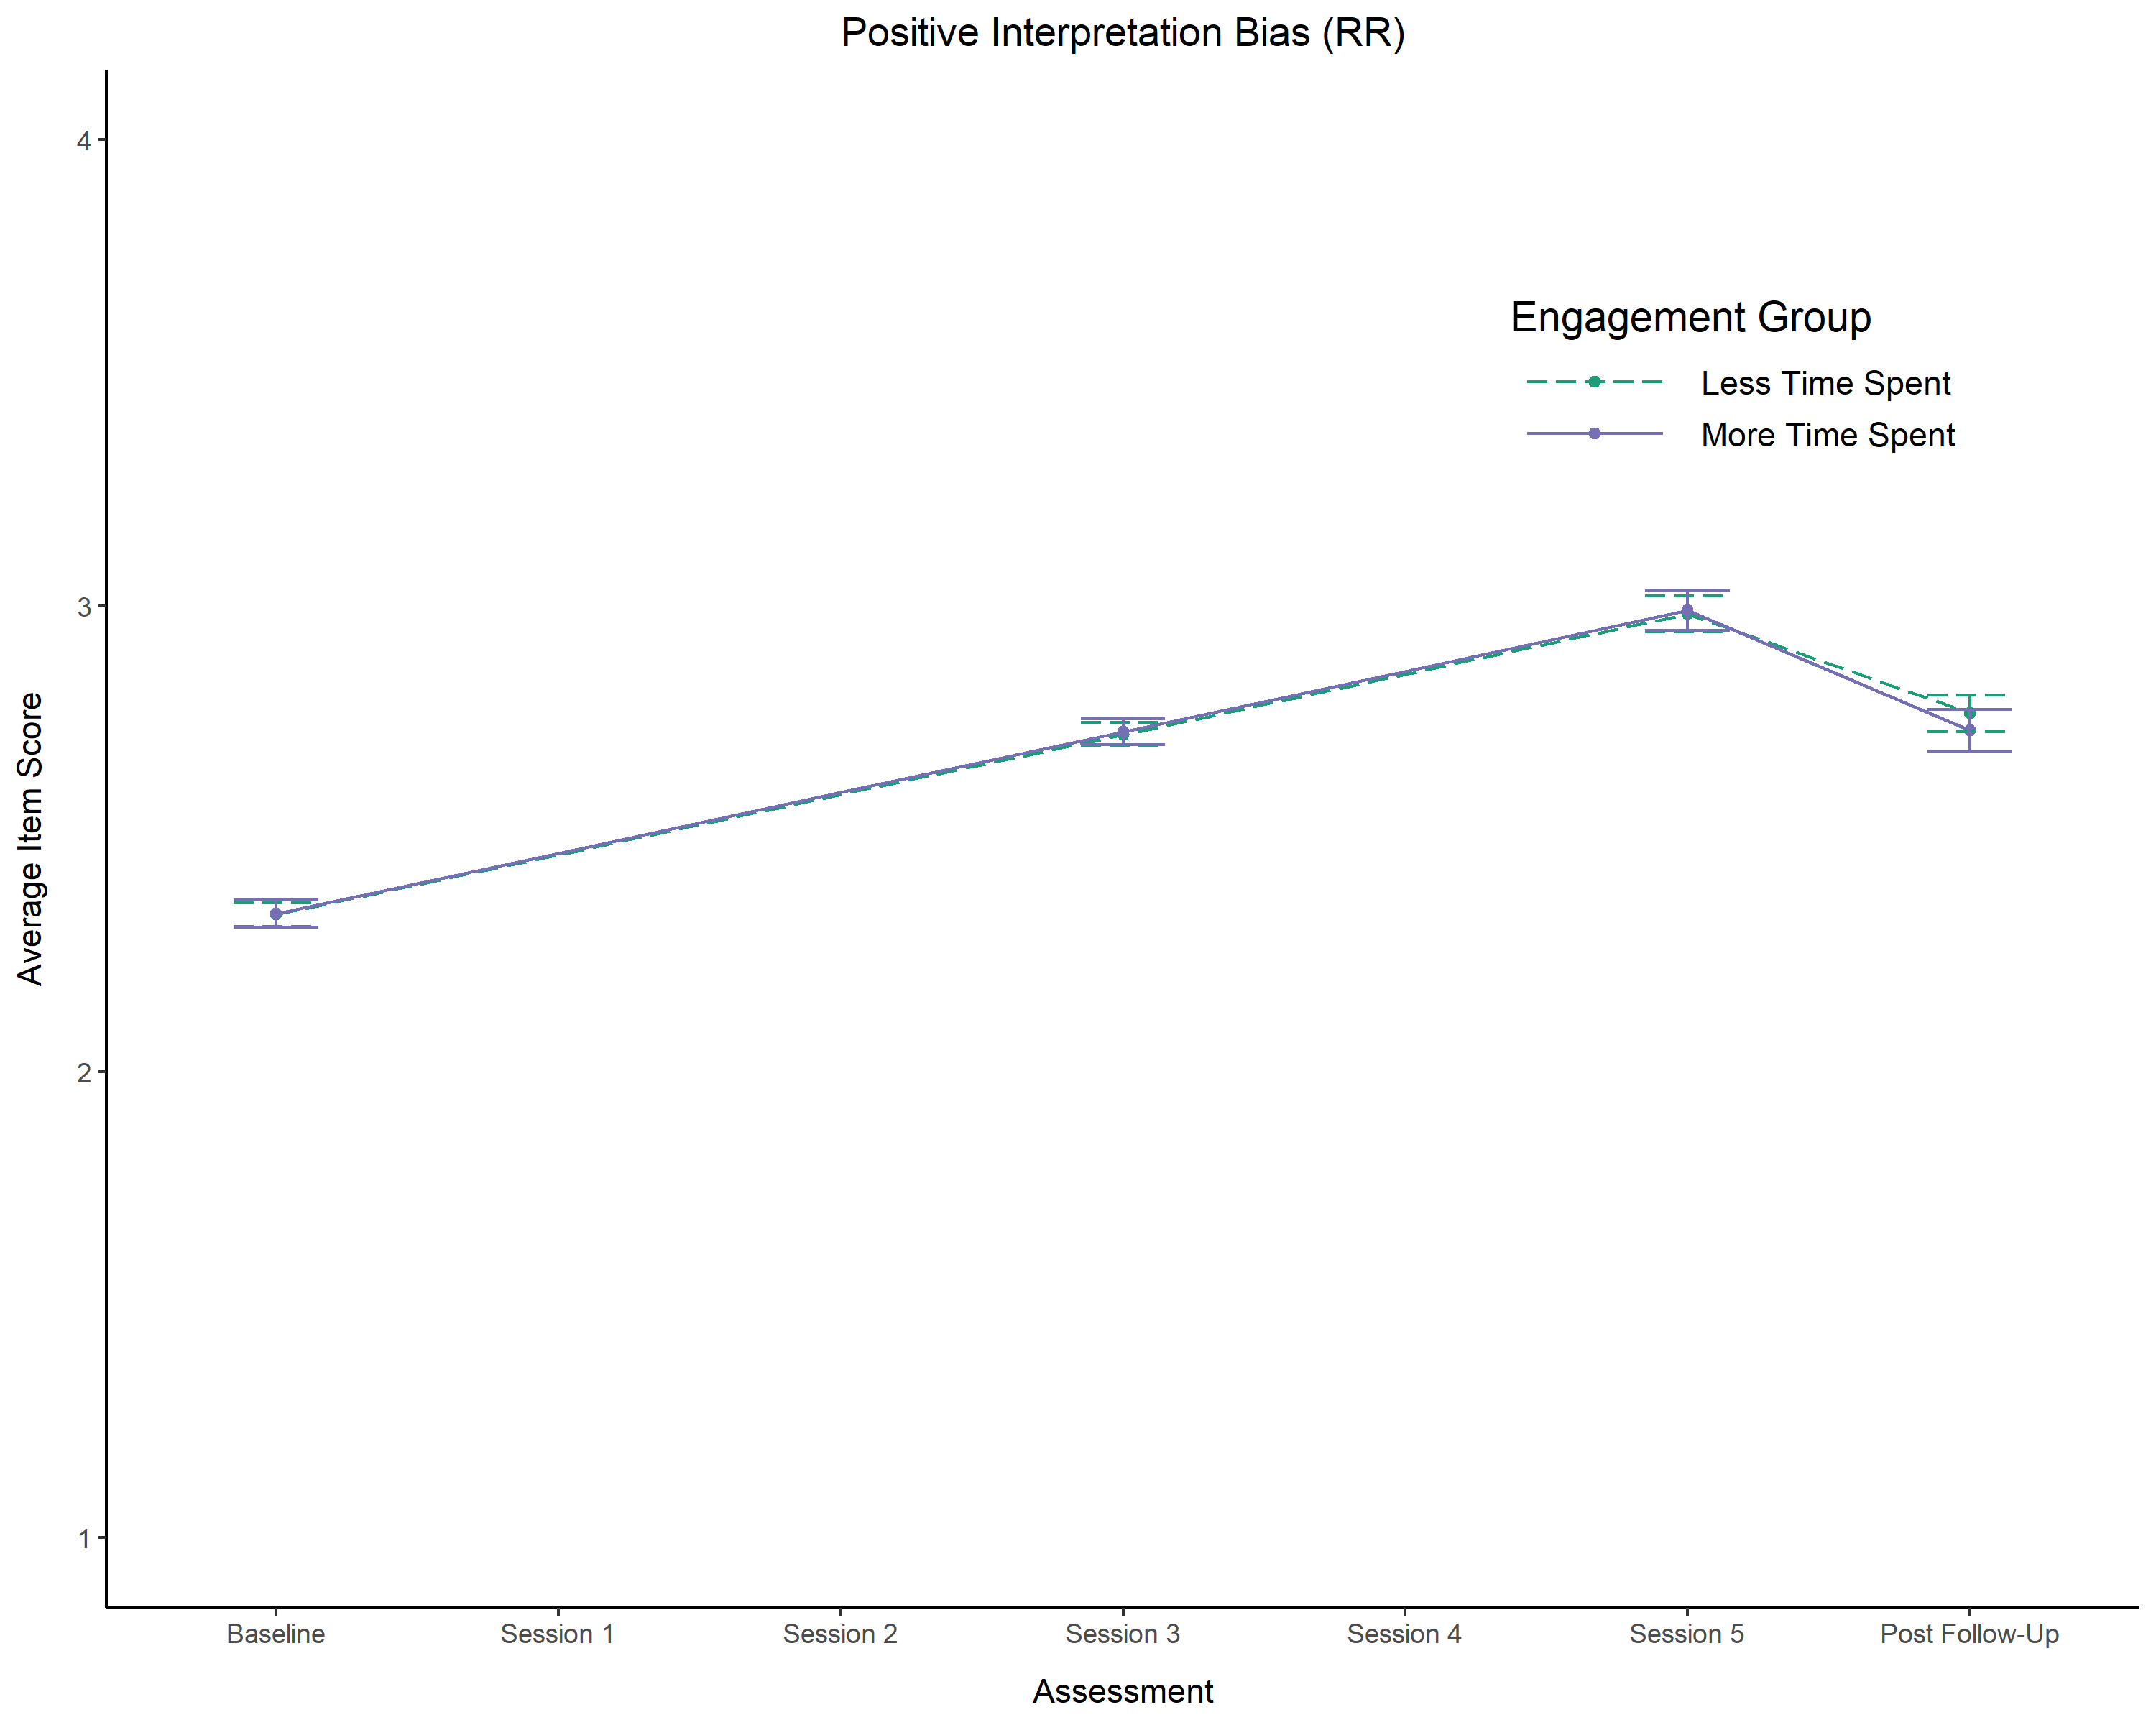 Positive Interpretation Bias (RR)
4
3
2
1
Average Item Score
Engagement Group
Less Time Spent
More Time Spent
Baseline
Session 1
Session 2
Session 3
Session 4
Session 5
Post Follow-Up
Assessment